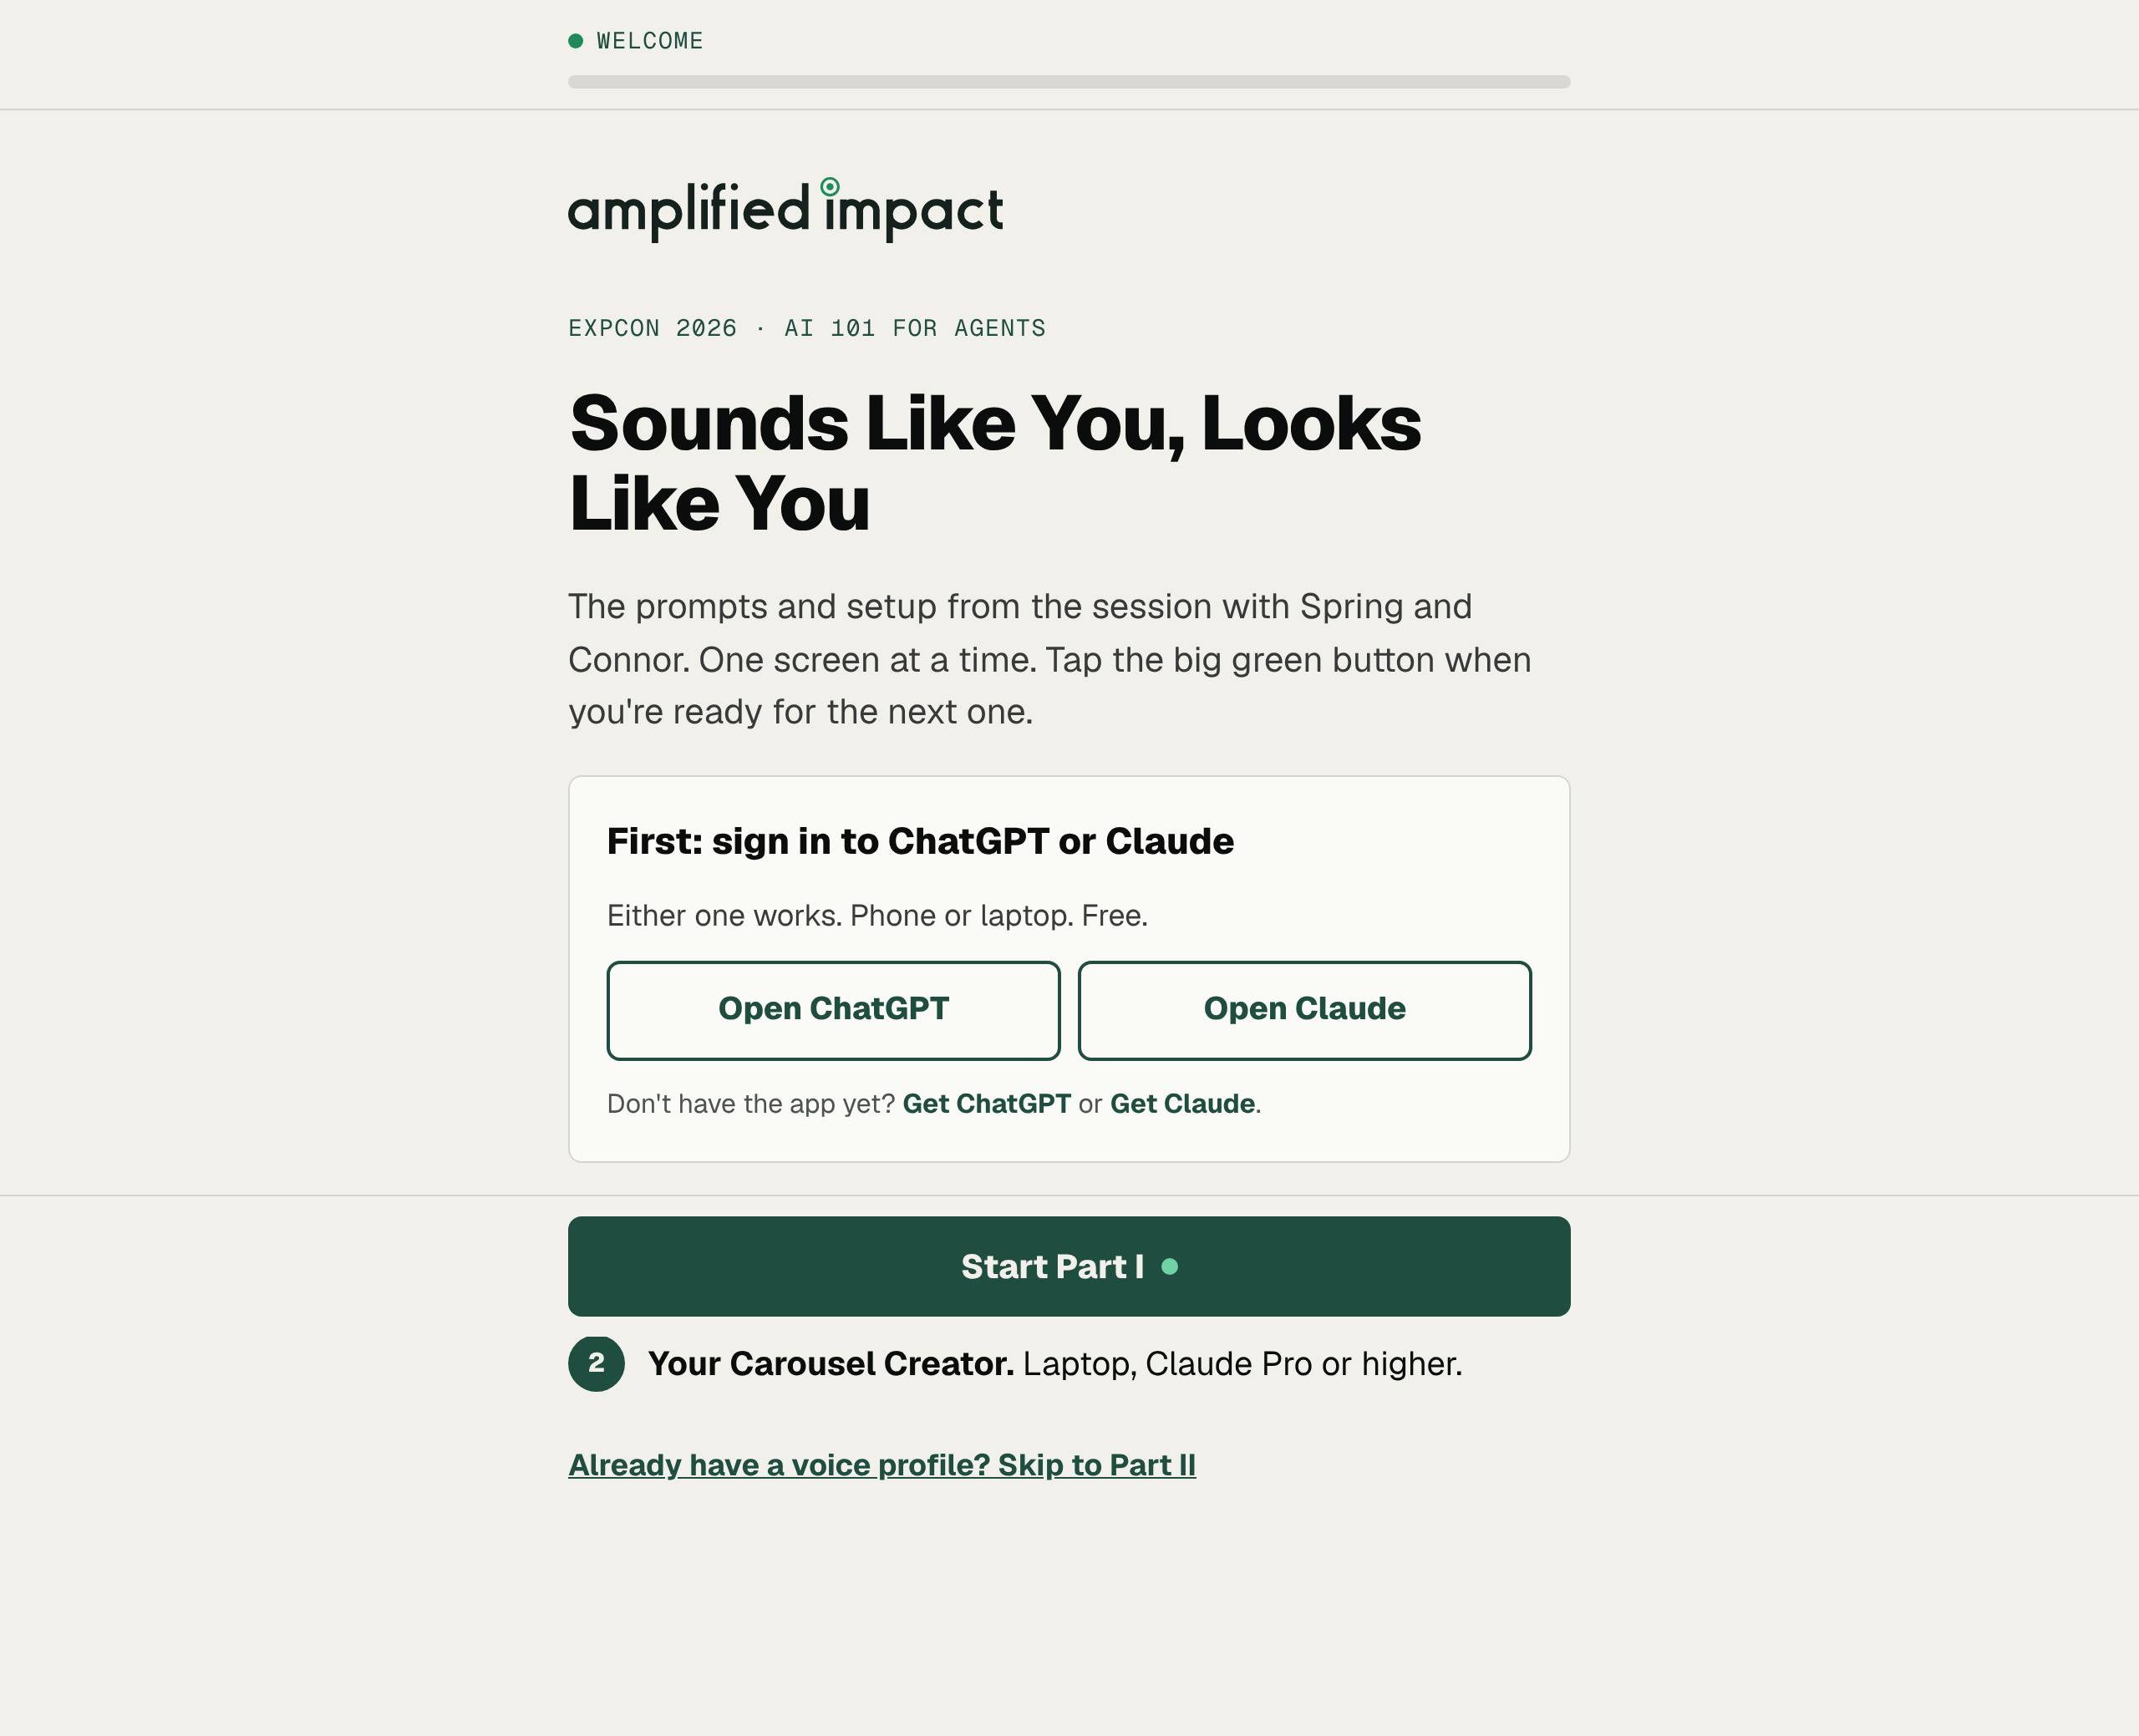 WELCOME
amplified impact
EXPCON 2026 · AI 101 FOR AGENTS
Sounds Like You, Looks
Like You
The prompts and setup from the session with Spring and
Connor. One screen at a time. Tap the big green button when
you're ready for the next one.
First: sign in to ChatGPT or Claude
Either one works. Phone or laptop. Free.
Open ChatGPT
Open Claude
Don't have the app yet? Get ChatGPT or Get Claude.
Start Part I
2 Your Carousel Creator. Laptop, Claude Pro or higher.
Already have a voice profile? Skip to Part II